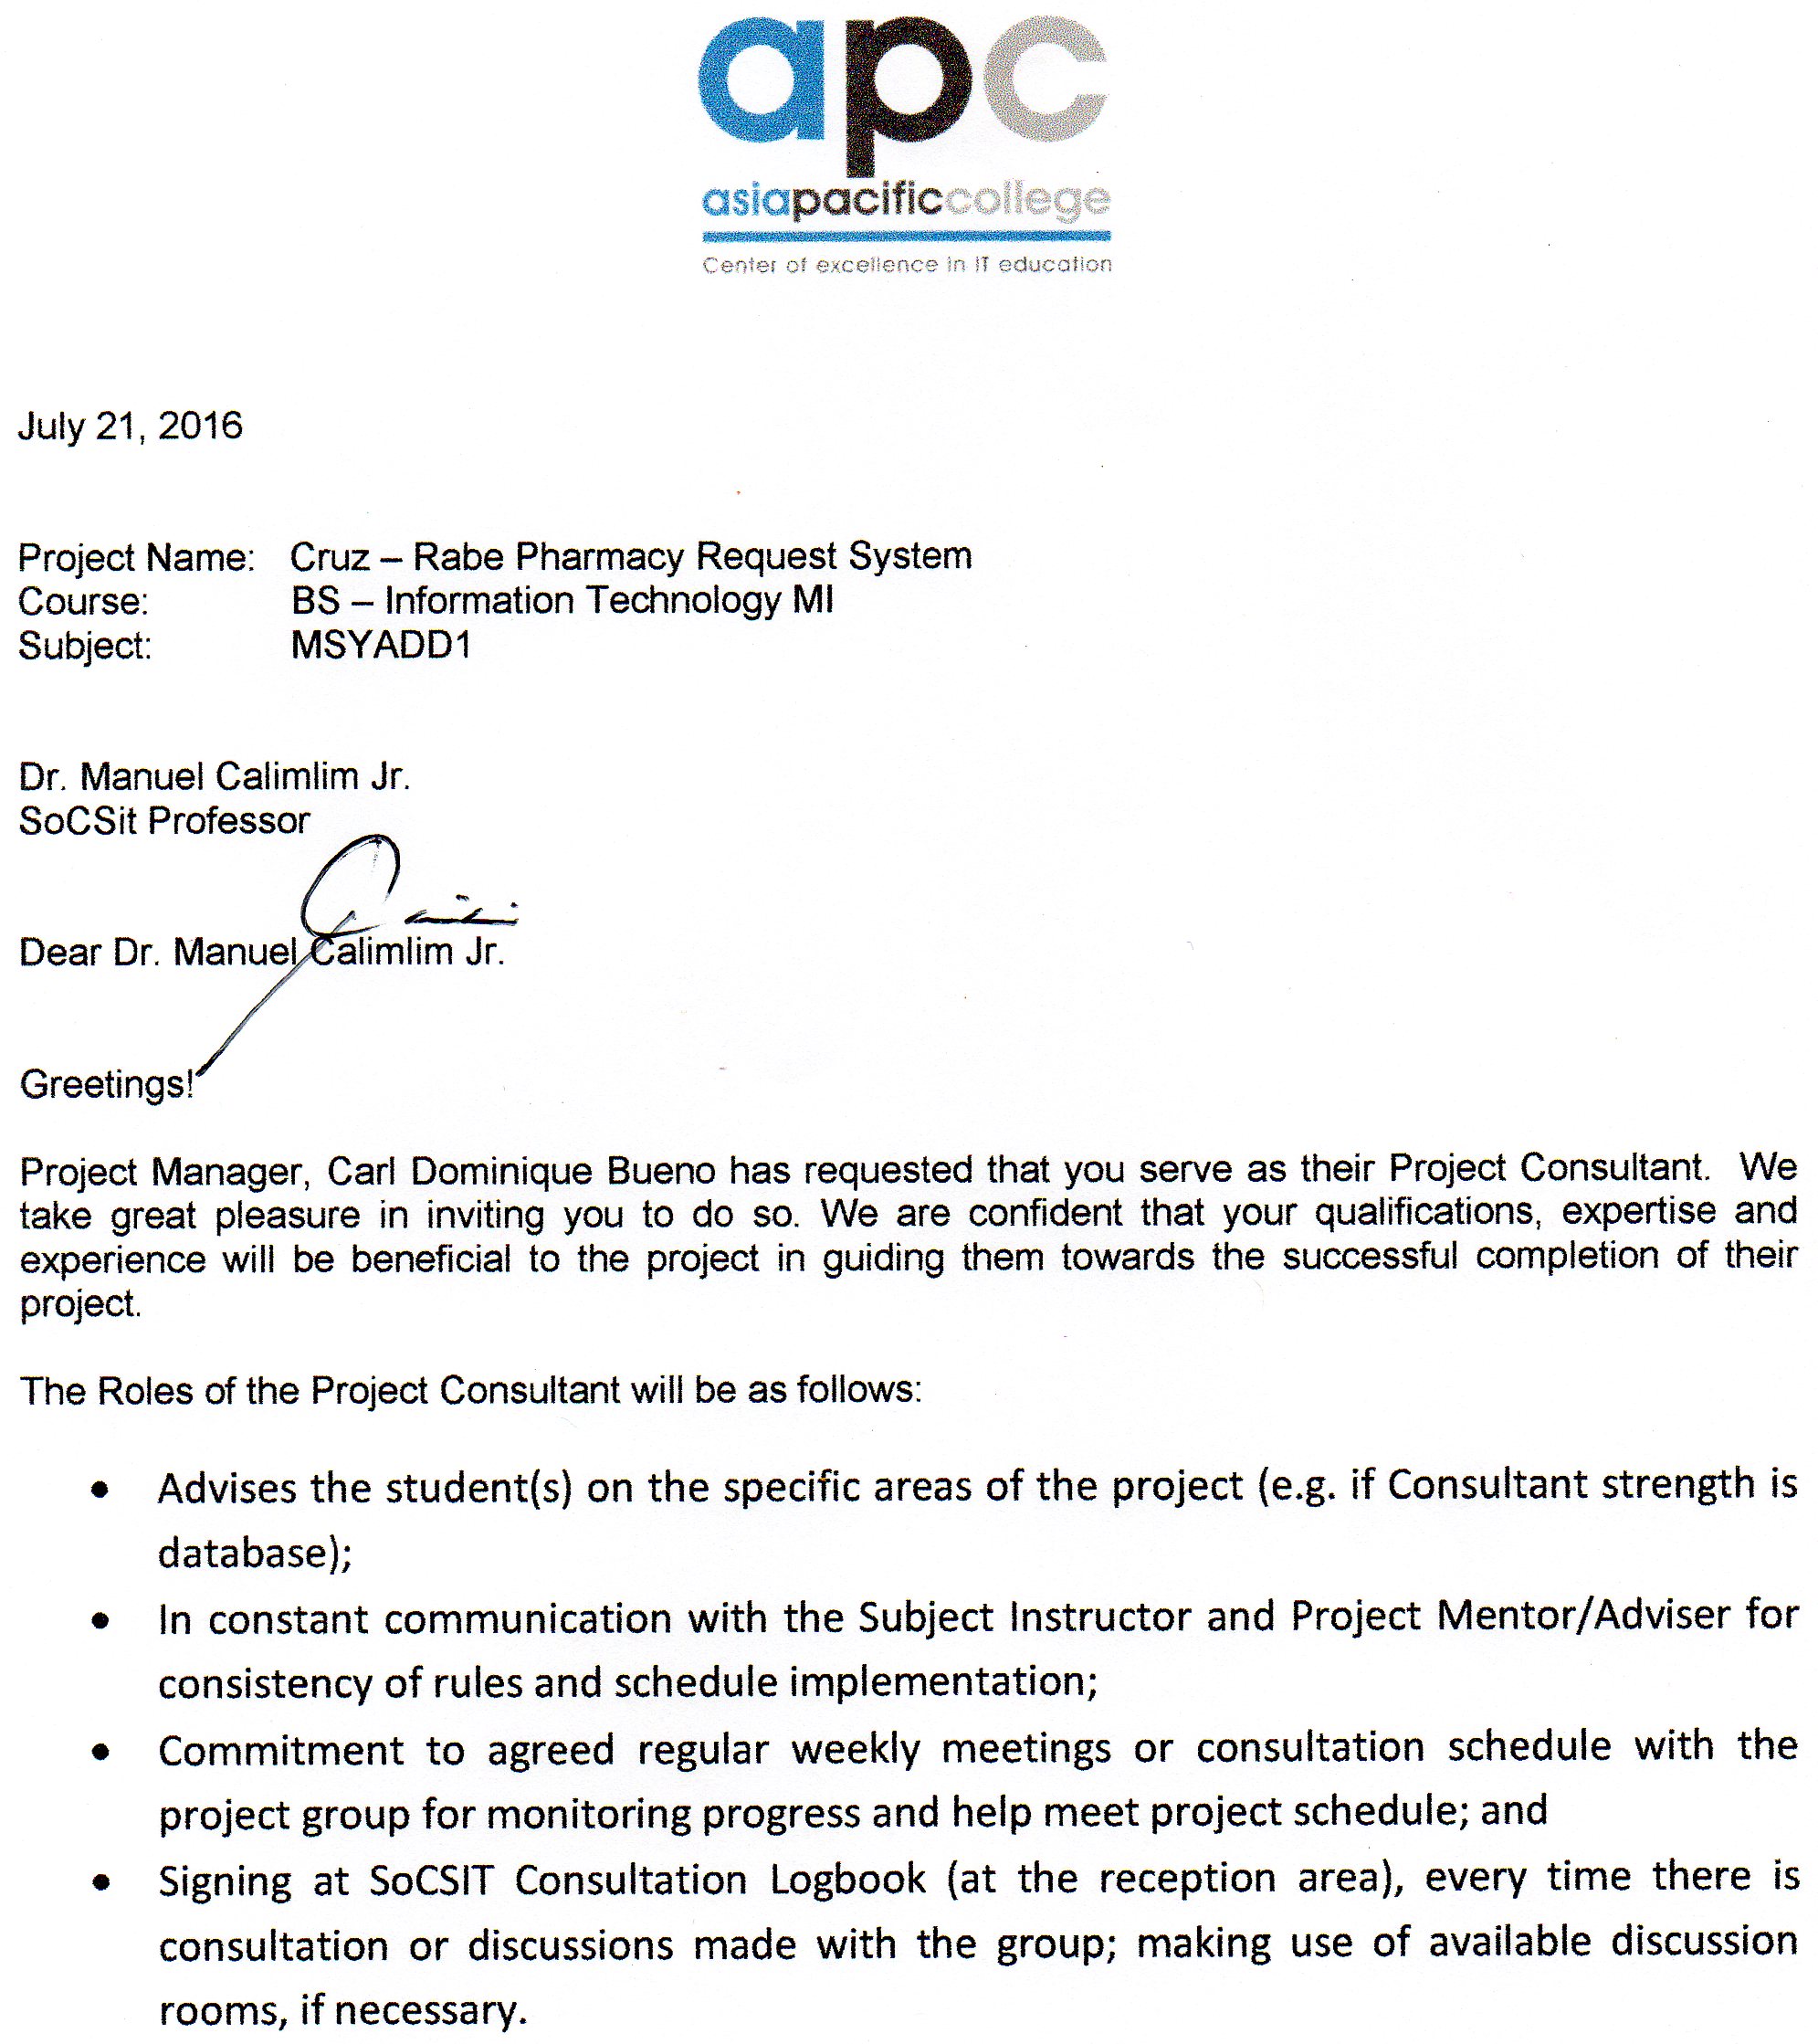 apc
asiapacificcollege
Center of excellence in IT education
July 21, 2016
Project Name: Cruz – Rabe Pharmacy Request System
Course: BS – Information Technology MI
Subject: MSYADD1
Dr. Manuel Calimlim Jr.
SoCSit Professor
Dear Dr. Manuel Calimlim Jr.
Greetings!
Project Manager, Carl Dominique Bueno has requested that you serve as their Project Consultant. We
take great pleasure in inviting you to do so. We are confident that your qualifications, expertise and
experience will be beneficial to the project in guiding them towards the successful completion of their
project.
The Roles of the Project Consultant will be as follows:
• Advises the student(s) on the specific areas of the project (e.g. if Consultant strength is
database);
• In constant communication with the Subject Instructor and Project Mentor/Adviser for
consistency of rules and schedule implementation;
• Commitment to agreed regular weekly meetings or consultation schedule with the
project group for monitoring progress and help meet project schedule; and
• Signing at SoCSIT Consultation Logbook (at the reception area), every time there is
consultation or discussions made with the group; making use of available discussion
rooms, if necessary.